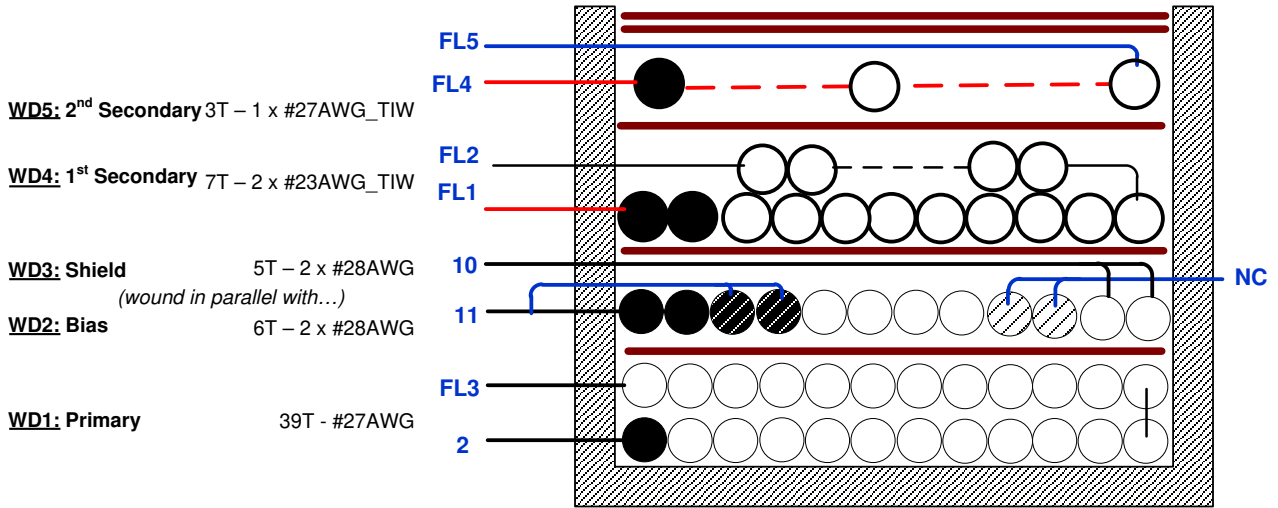 FL5
FL4
WD5: 2nd Secondary 3T – 1 x #27AWG_TIW
FL2
WD4: 1st Secondary 7T – 2 x #23AWG_TIW
FL1
10
WD3: Shield 5T – 2 x #28AWG
NC
(wound in parallel with…)
11
WD2: Bias 6T – 2 x #28AWG
FL3
WD1: Primary 39T - #27AWG
2